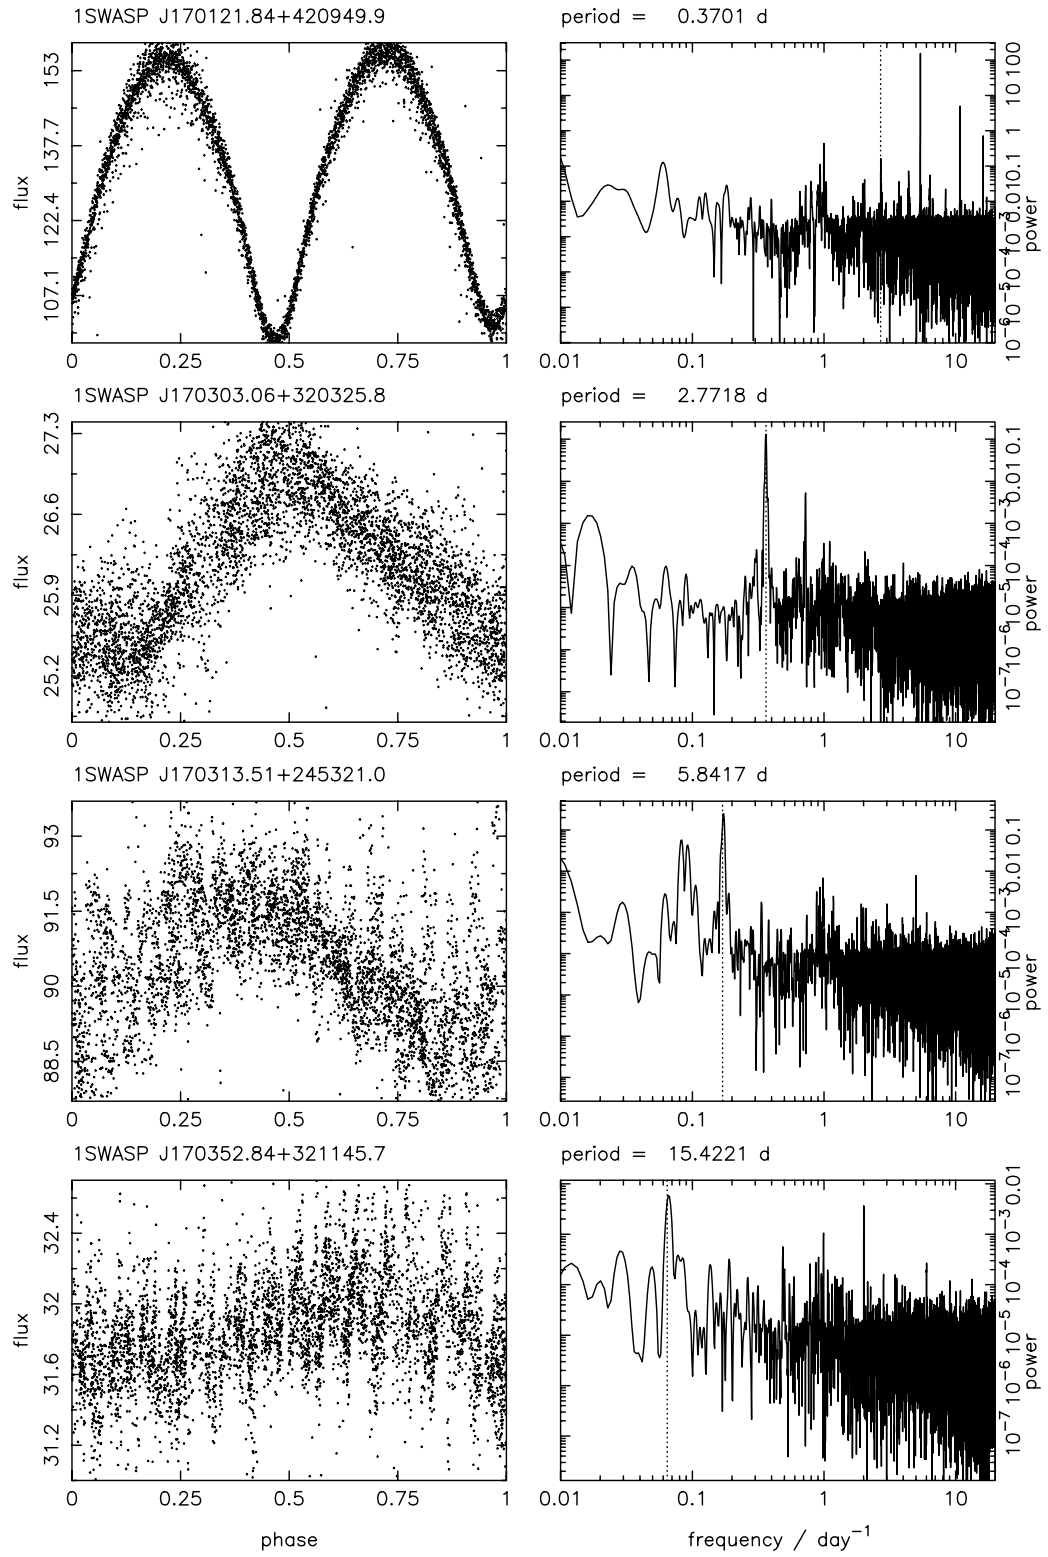 1SWASP J170121.84+420949.9 period = 0.3701 d
flux 107.1 122.4 137.7 153
0 0.25 0.5 0.75 1
power 10⁻⁶ 10⁻⁵ 10⁻⁴ 10⁻³ 0.01 0.1 1 10 100
0.01 0.1 1 10
1SWASP J170303.06+320325.8 period = 2.7718 d
flux 25.2 25.9 26.6 27.3
0 0.25 0.5 0.75 1
power 10⁻⁷ 10⁻⁶ 10⁻⁵ 10⁻⁴ 10⁻³ 0.01 0.1
0.01 0.1 1 10
1SWASP J170313.51+245321.0 period = 5.8417 d
flux 88.5 90 91.5 93
0 0.25 0.5 0.75 1
power 10⁻⁷ 10⁻⁶ 10⁻⁵ 10⁻⁴ 10⁻³ 0.01 0.1
0.01 0.1 1 10
1SWASP J170352.84+321145.7 period = 15.4221 d
flux 31.2 31.6 32 32.4
0 0.25 0.5 0.75 1
power 10⁻⁷ 10⁻⁶ 10⁻⁵ 10⁻⁴ 10⁻³ 0.01
0.01 0.1 1 10
phase frequency / day⁻¹